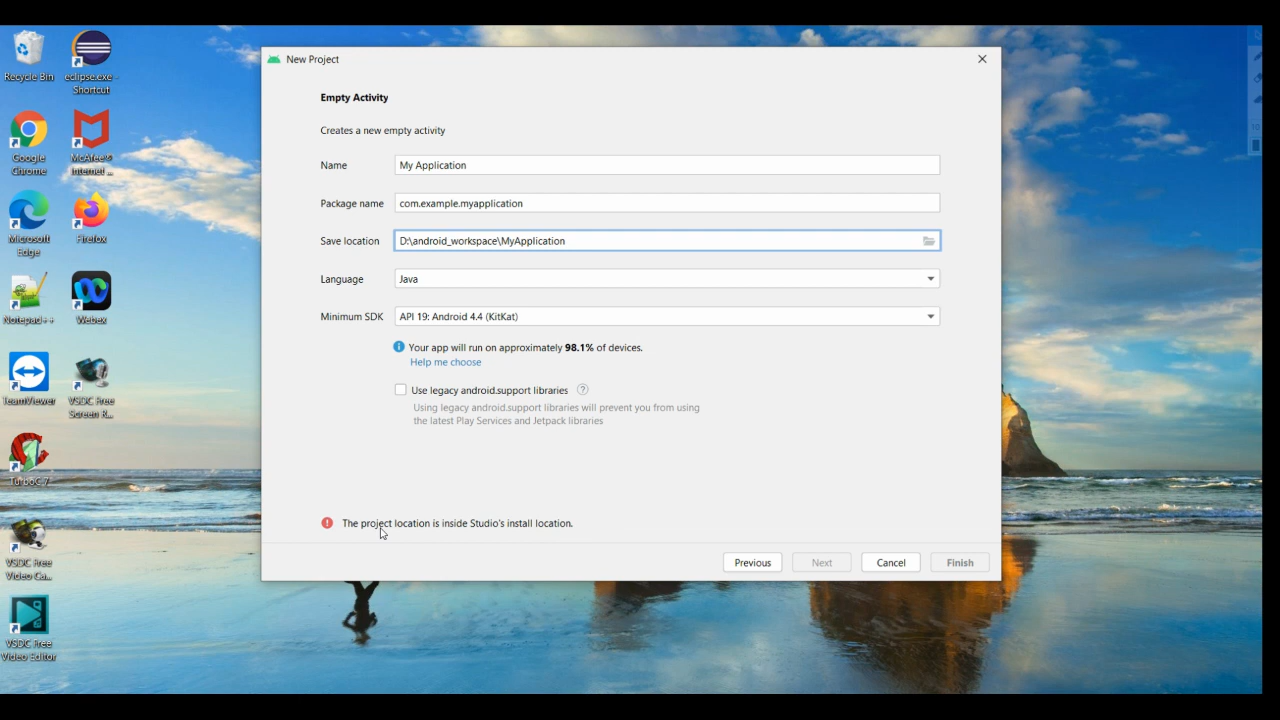 New Project
Empty Activity
Creates a new empty activity
Name My Application
Package name com.example.myapplication
Save location D:\android_workspace\MyApplication
Language Java
Minimum SDK API 19: Android 4.4 (KitKat)
Your app will run on approximately 98.1% of devices.
Help me choose
Use legacy android.support libraries ?
Using legacy android.support libraries will prevent you from using
the latest Play Services and Jetpack libraries
The project location is inside Studio's install location.
Previous Next Cancel Finish
Recycle Bin
eclipse.exe -
Shortcut
Google
Chrome
McAfee®
Internet ...
Microsoft
Edge
Firefox
Notepad++
Webex
TeamViewer
VSDC Free
Screen R...
TurboC 7
VSDC Free
Video Ca...
VSDC Free
Video Editor